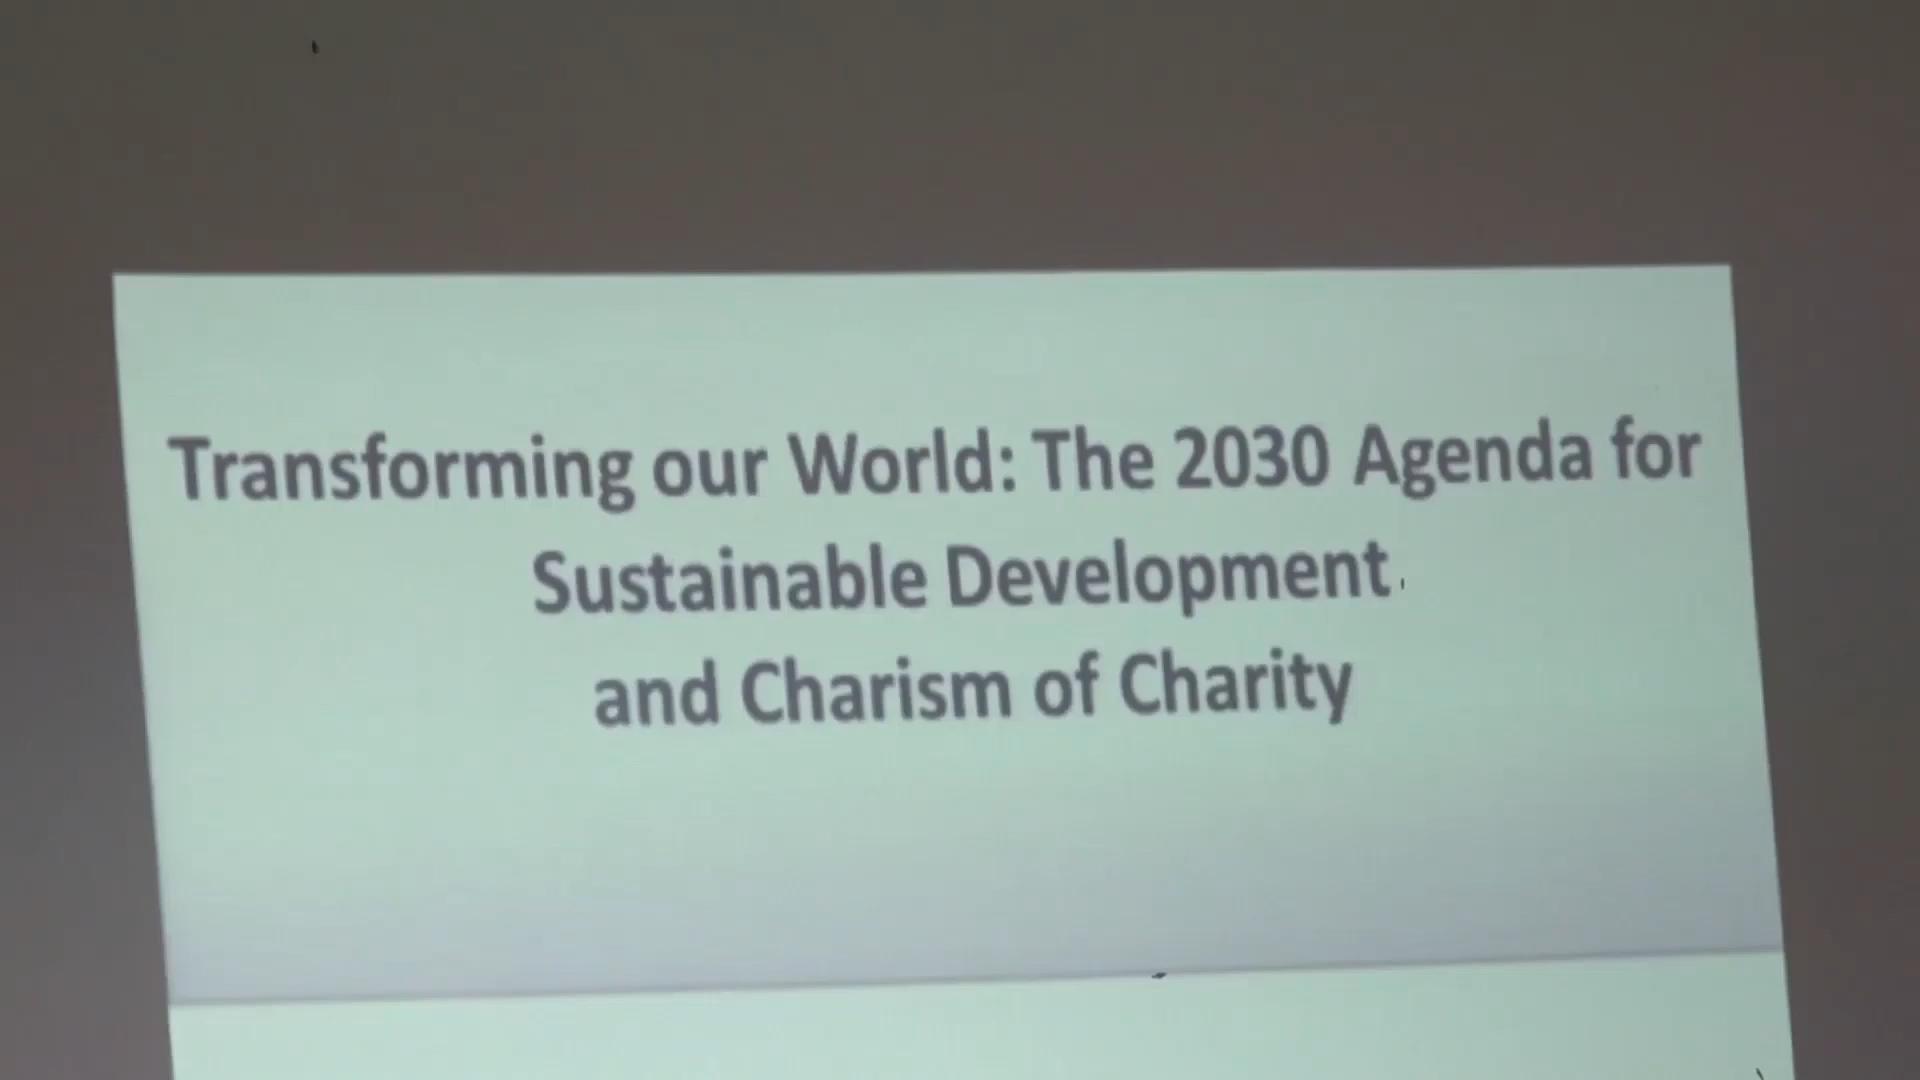 Transforming our World: The 2030 Agenda for
Sustainable Development
and Charism of Charity